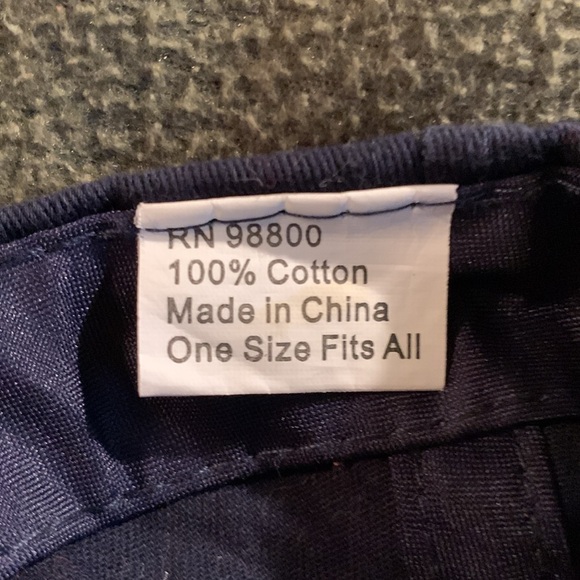 RN 98800
100% Cotton
Made in China
One Size Fits All